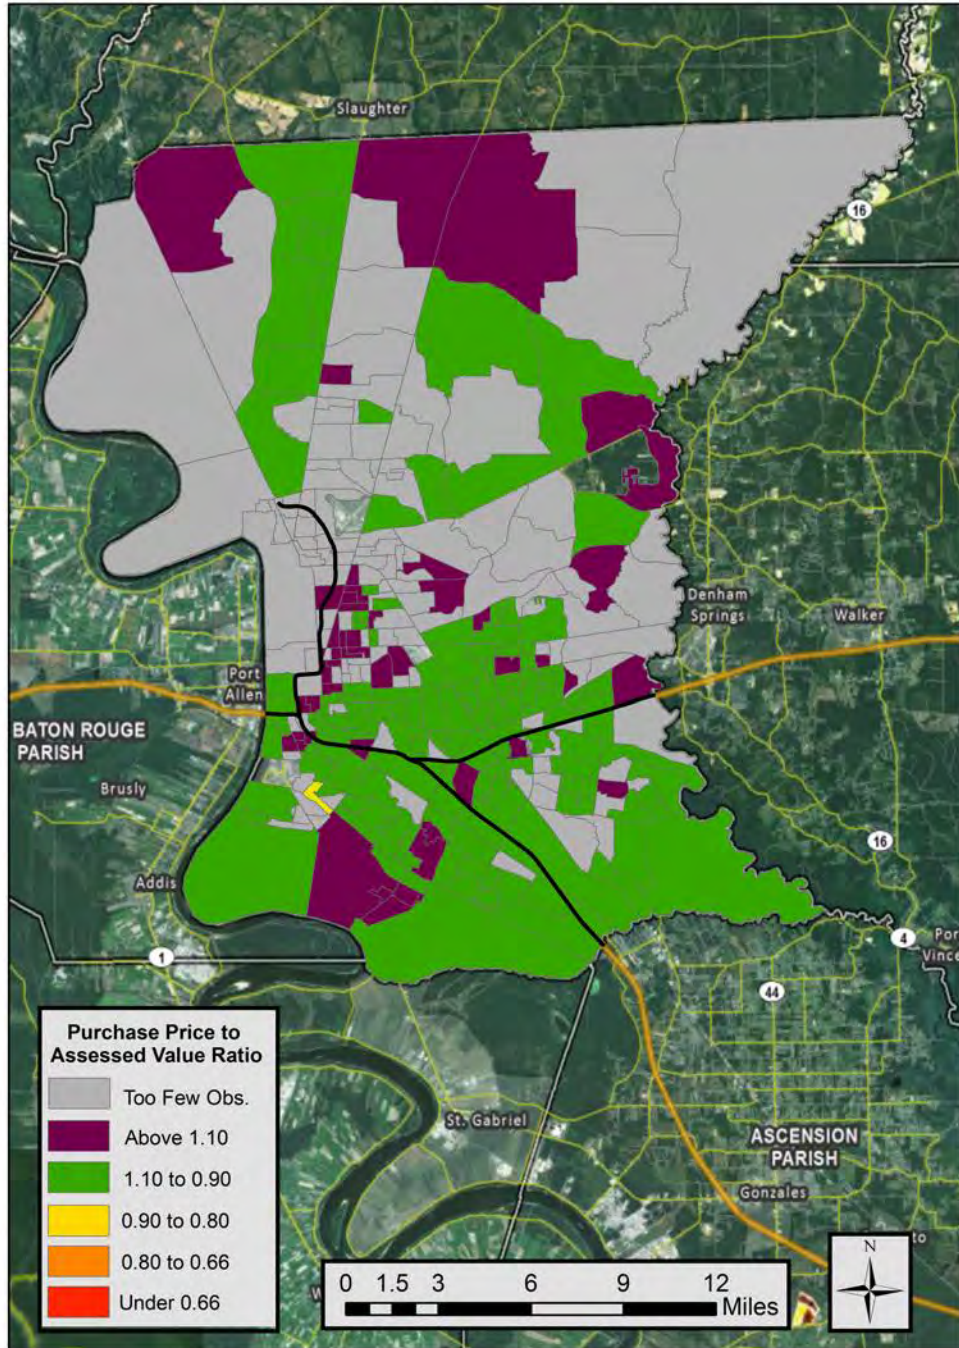 Slaughter
16
Denham
Springs
Walker
Port
Allen
BATON ROUGE
PARISH
Brusly
16
Addis
1
4
Por
Vince
44
Purchase Price to
Assessed Value Ratio
Too Few Obs.
Above 1.10
1.10 to 0.90
0.90 to 0.80
0.80 to 0.66
Under 0.66
St. Gabriel
ASCENSION
PARISH
Gonzales
W
to
N
0 1.5 3 6 9 12
Miles